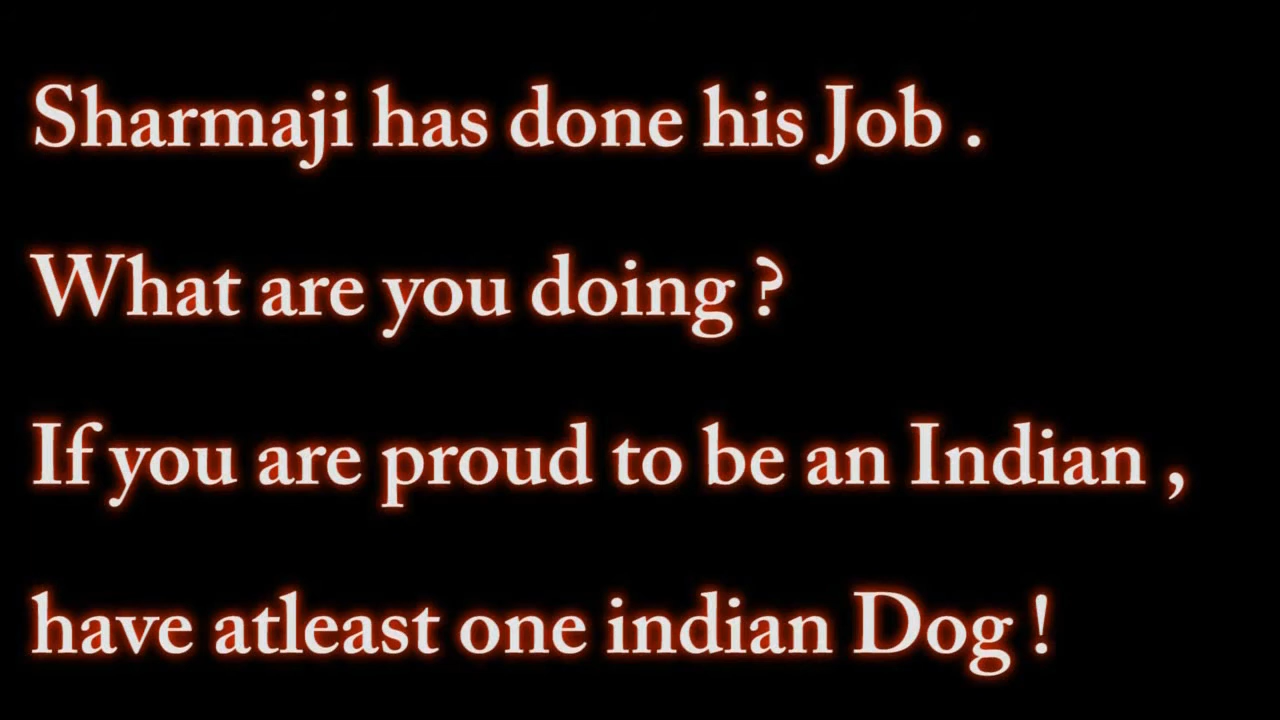 Sharmaji has done his Job .
What are you doing ?
If you are proud to be an Indian ,
have atleast one indian Dog !